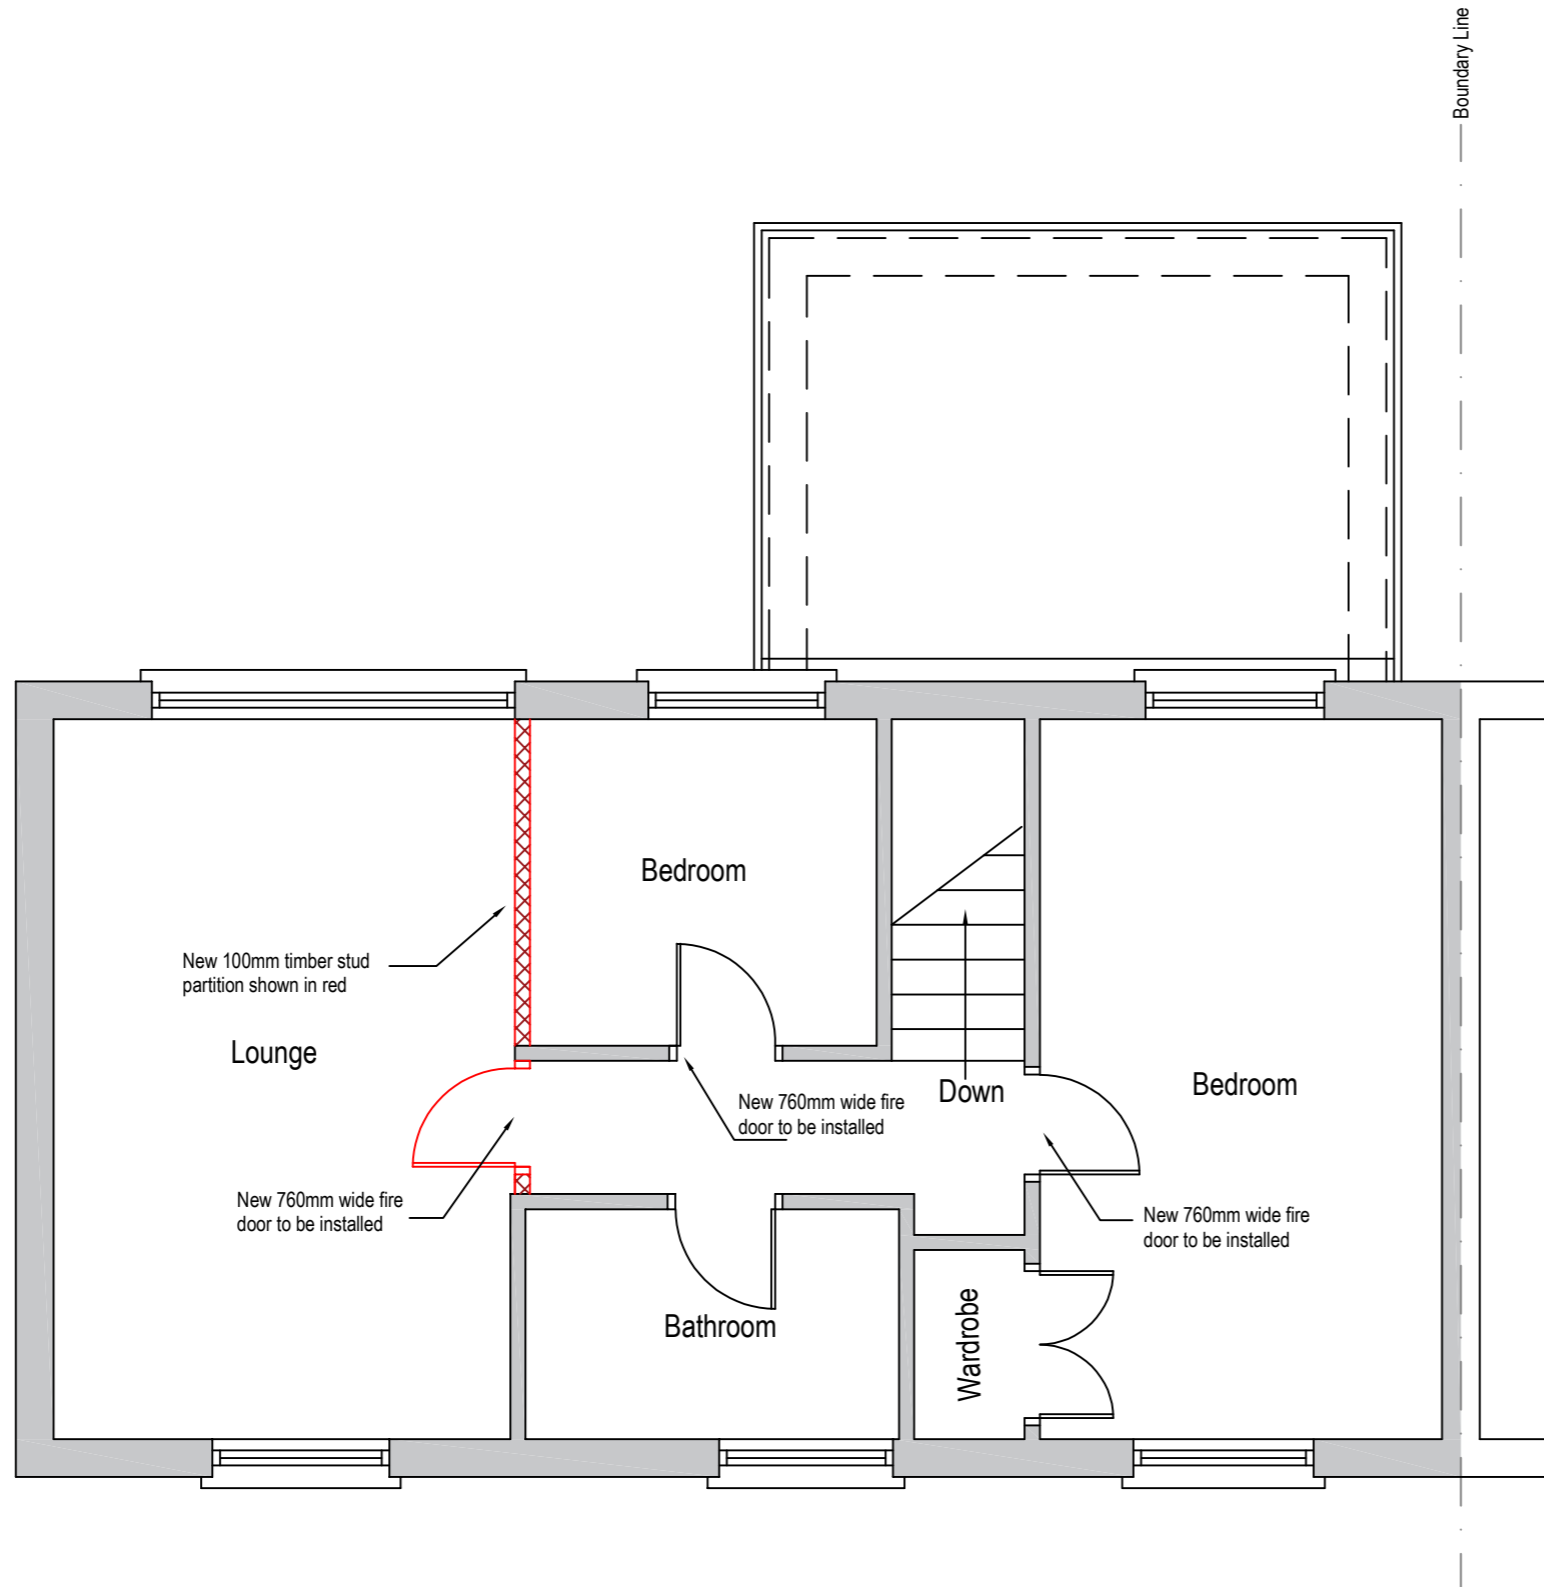 Boundary Line
Bedroom
New 100mm timber stud
partition shown in red
Lounge
New 760mm wide fire
door to be installed
Down
Bedroom
New 760mm wide fire
door to be installed
New 760mm wide fire
door to be installed
Bathroom
Wardrobe